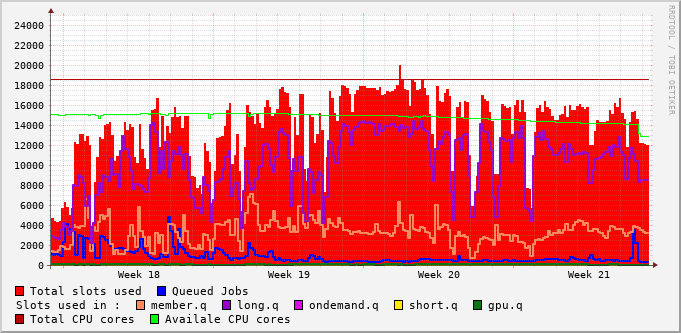 24000
22000
20000
18000
16000
14000
12000
10000
8000
6000
4000
2000
0
Week 18 Week 19 Week 20 Week 21
Total slots used Queued Jobs
Slots used in : member.q long.q ondemand.q short.q gpu.q
Total CPU cores Availale CPU cores
RRDTOOL / TOBI OETIKER